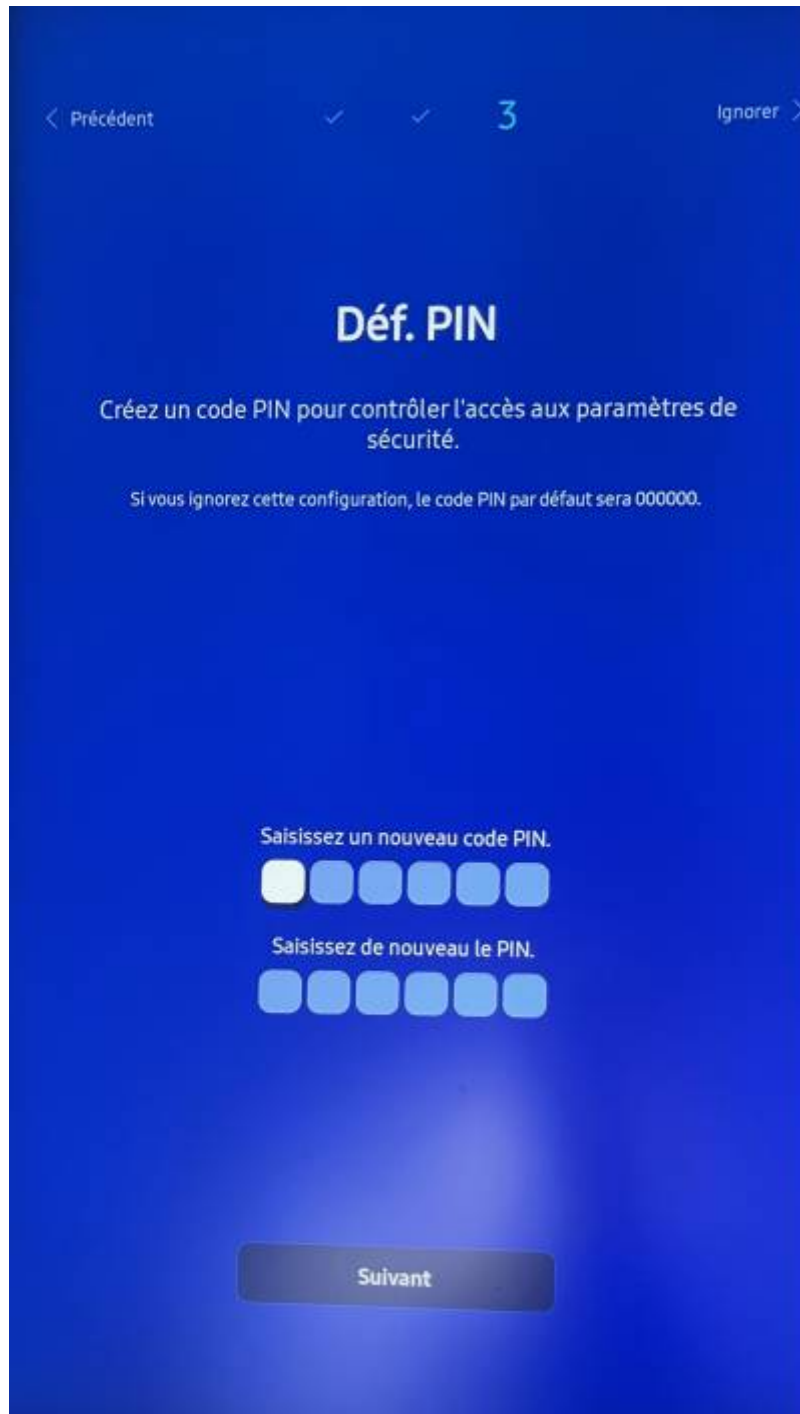 Précédent
3
Ignorer
Déf. PIN
Créez un code PIN pour contrôler l'accès aux paramètres de
sécurité.
Si vous ignorez cette configuration, le code PIN par défaut sera 000000.
Saisissez un nouveau code PIN.
Saisissez de nouveau le PIN.
Suivant